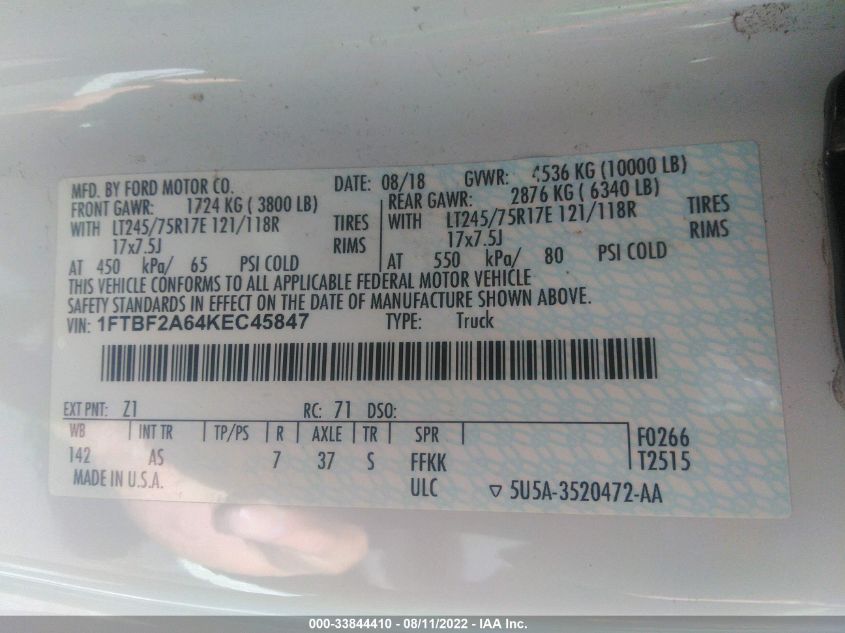 MFD. BY FORD MOTOR CO. DATE: 08/18 GVWR: 4536 KG (10000 LB)
FRONT GAWR: 1724 KG ( 3800 LB) REAR GAWR: 2876 KG ( 6340 LB)
WITH LT245/75R17E 121/118R TIRES WITH LT245/75R17E 121/118R TIRES
17x7.5J RIMS 17x7.5J RIMS
AT 450 kPa/ 65 PSI COLD AT 550 kPa/ 80 PSI COLD
THIS VEHICLE CONFORMS TO ALL APPLICABLE FEDERAL MOTOR VEHICLE
SAFETY STANDARDS IN EFFECT ON THE DATE OF MANUFACTURE SHOWN ABOVE.
VIN: 1FTBF2A64KEC45847 TYPE: Truck
EXT PNT: Z1 RC: 71 DSO:
WB INT TR TP/PS R AXLE TR SPR F0266
142 AS 7 37 S FFKK T2515
MADE IN U.S.A. ULC ▽ 5U5A-3520472-AA
000-33844410 - 08/11/2022 - IAA Inc.